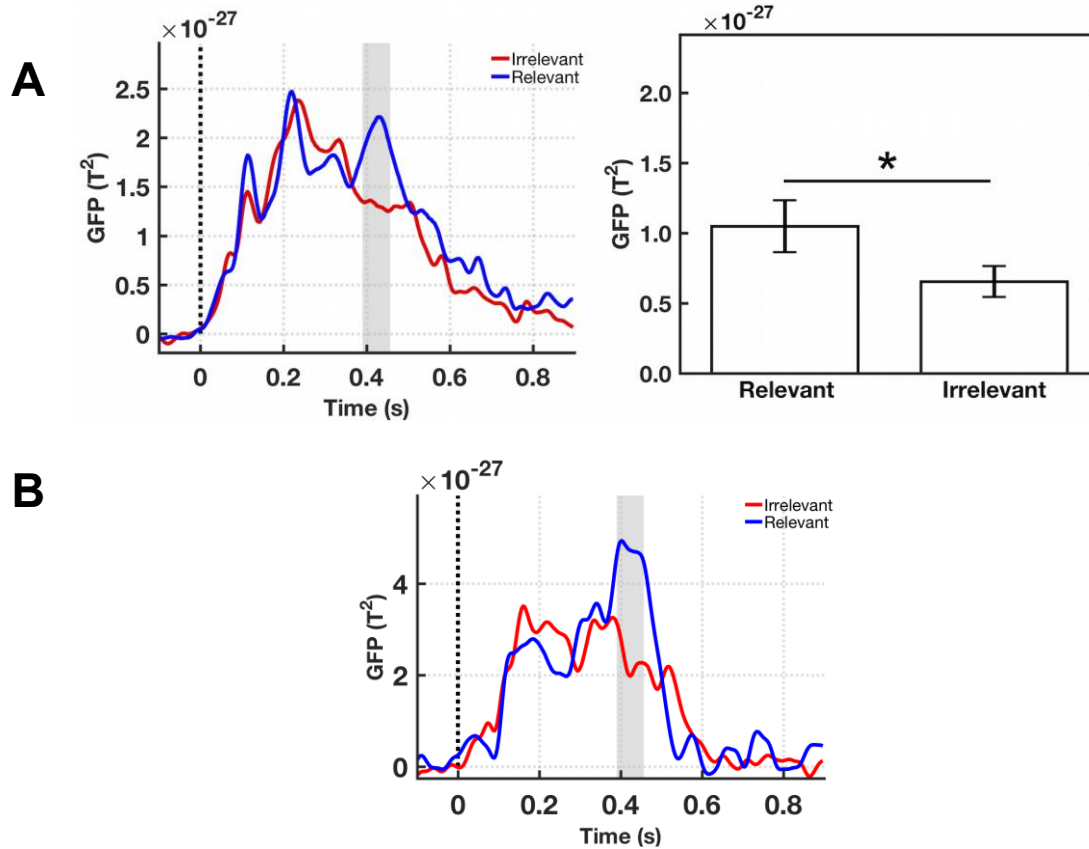 A
×10-27
GFP (T2)
2.5
2
1.5
1
0.5
0
0 0.2 0.4 0.6 0.8
Time (s)
Irrelevant
Relevant
×10-27
GFP (T2)
2.0
1.5
1.0
0.5
0.0
*
Relevant Irrelevant
B
×10-27
GFP (T2)
4
2
0
0 0.2 0.4 0.6 0.8
Time (s)
Irrelevant
Relevant